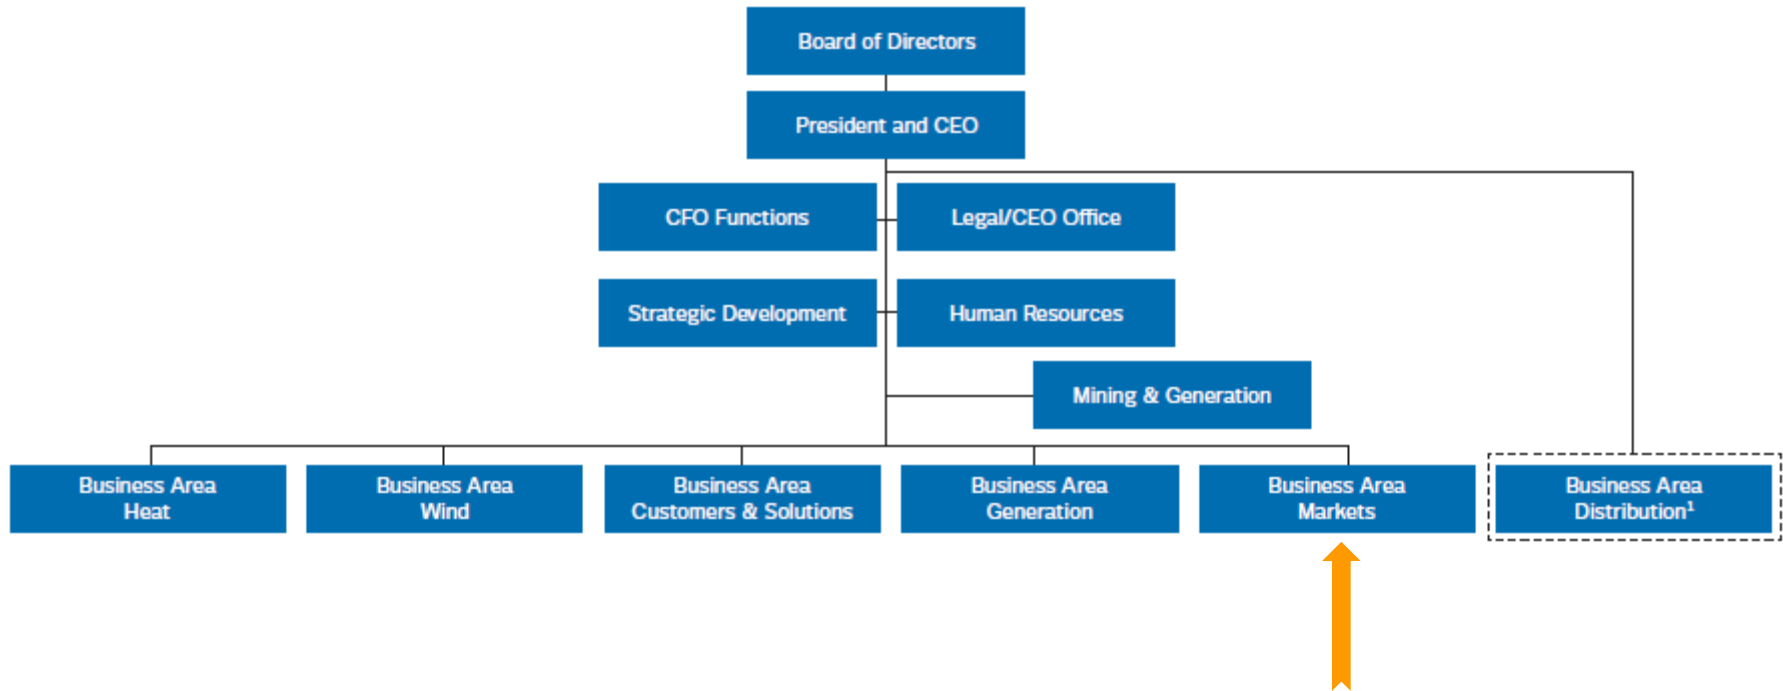 Board of Directors
President and CEO
CFO Functions
Legal/CEO Office
Strategic Development
Human Resources
Mining & Generation
Business Area
Heat
Business Area
Wind
Business Area
Customers & Solutions
Business Area
Generation
Business Area
Markets
Business Area
Distribution¹